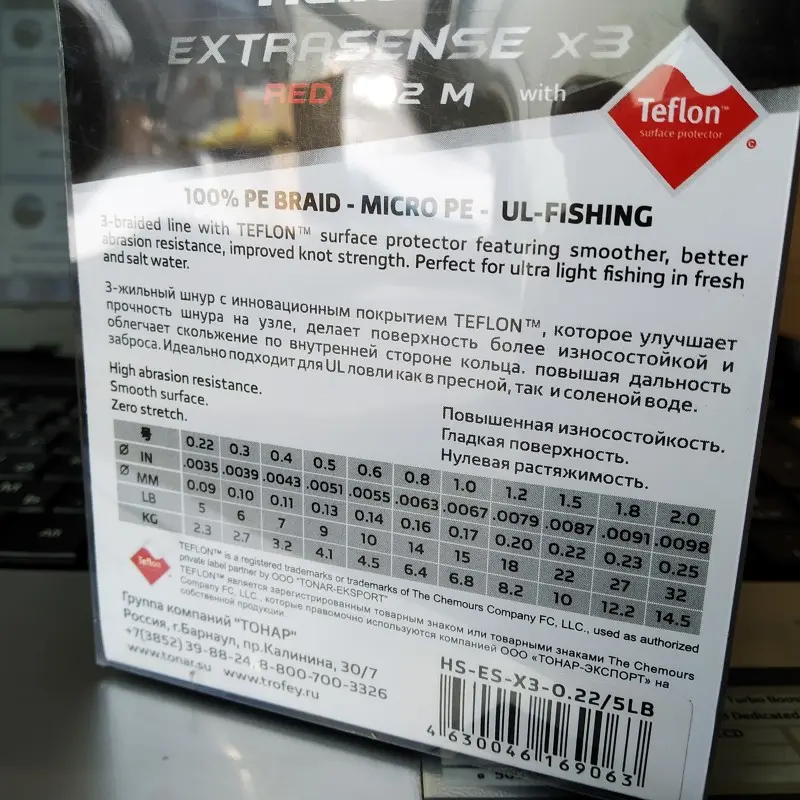 EXTRASENSE X3
RED 2 M with
Teflon™
surface protector
100% PE BRAID - MICRO PE - UL-FISHING
3-braided line with TEFLON™ surface protector featuring smoother, better
abrasion resistance, improved knot strength. Perfect for ultra light fishing in fresh
and salt water.
3-жильный шнур с инновационным покрытием TEFLON™, которое улучшает
прочность шнура на узле, делает поверхность более износостойкой и
облегчает скольжение по внутренней стороне кольца. повышая дальность
заброса. Идеально подходит для UL ловли как в пресной, так и соленой воде.
High abrasion resistance.
Smooth surface.
Zero stretch.
Повышенная износостойкость.
Гладкая поверхность.
Нулевая растяжимость.
号 0.22 0.3 0.4 0.5 0.6 0.8 1.0 1.2 1.5 1.8 2.0
Ø IN .0035 .0039 .0043 .0051 .0055 .0063 .0067 .0079 .0087 .0091 .0098
Ø MM 0.09 0.10 0.11 0.13 0.14 0.16 0.17 0.20 0.22 0.23 0.25
LB 5 6 7 9 10 14 15 18 22 27 32
KG 2.3 2.7 3.2 4.1 4.5 6.4 6.8 8.2 10 12.2 14.5
Teflon
TEFLON™ is a registered trademarks or trademarks of The Chemours Company FC, LLC., used as authorized
private label partner by ООО "TONAR-EKSPORT"
TEFLON™ является зарегистрированным товарным знаком или товарными знаками The Chemours
Company FC, LLC., которые правомочно используются компанией ООО «ТОНАР-ЭКСПОРТ» на
собственной продукции.
Группа компаний "ТОНАР"
Россия, г.Барнаул, пр.Калинина, 30/7
+7(3852) 39-88-24, 8-800-700-3326
www.tonar.su www.trofey.ru
HS-ES-X3-0.22/5LB
4 630046 169063